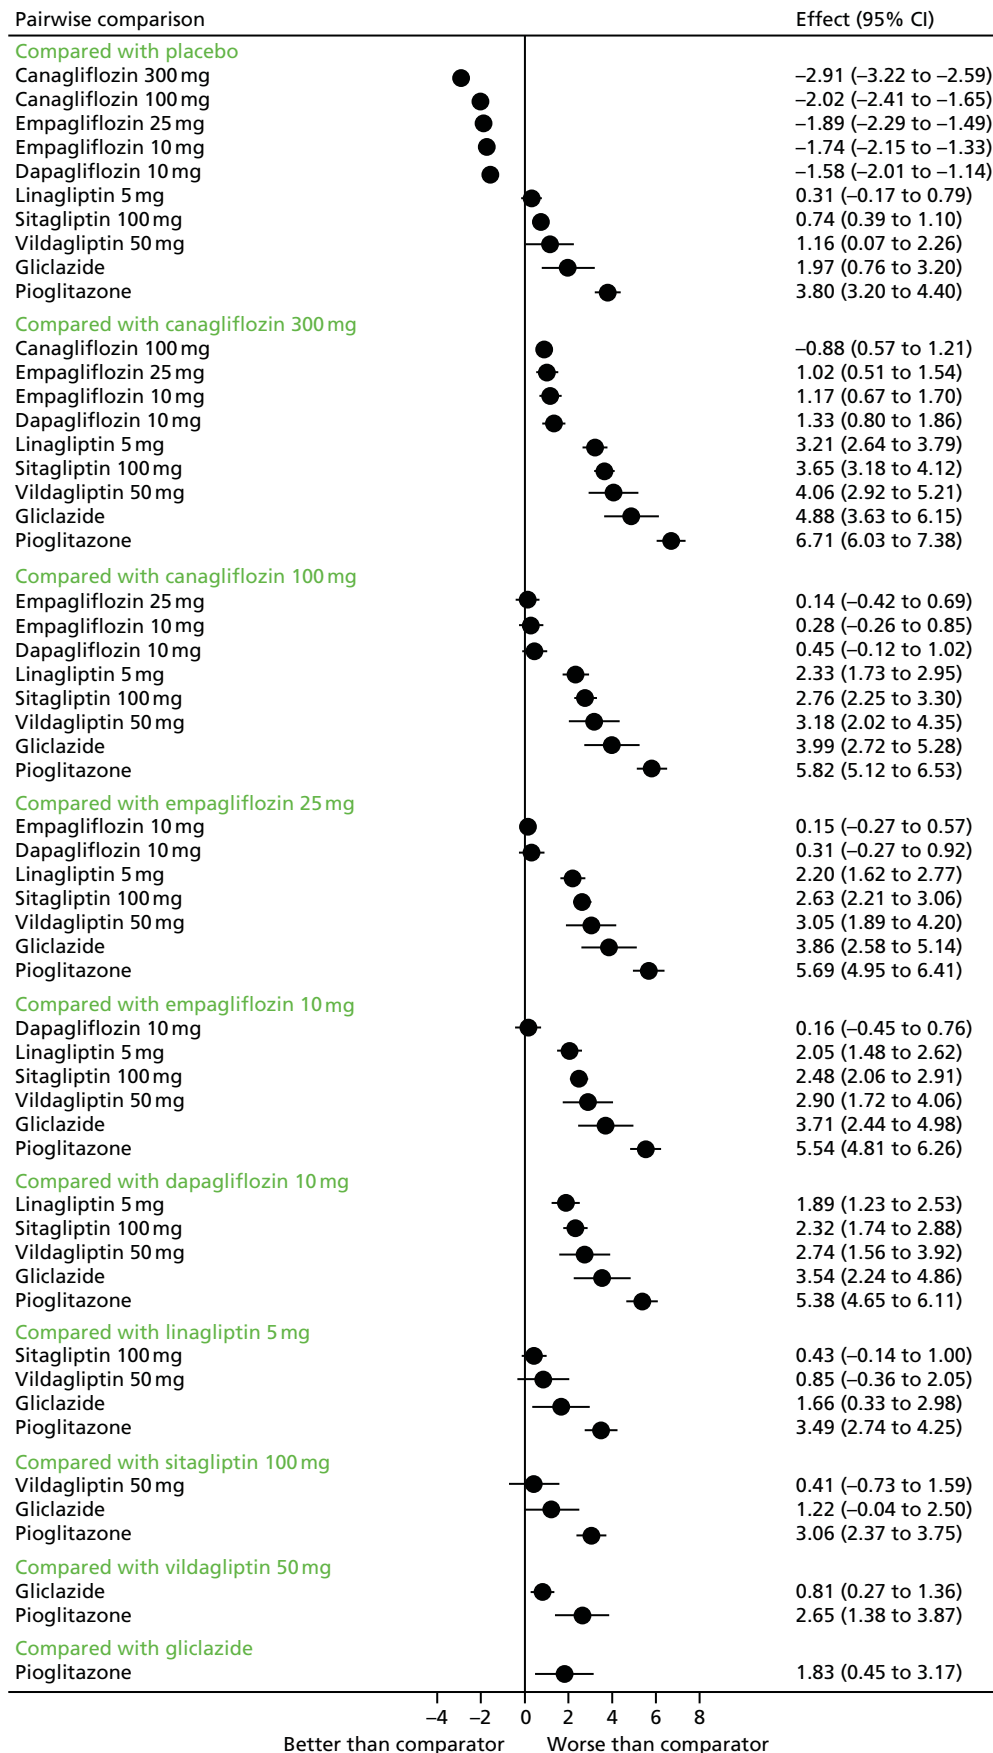 Pairwise comparison Effect (95% CI)
Compared with placebo
Canagliflozin 300 mg –2.91 (–3.22 to –2.59)
Canagliflozin 100 mg –2.02 (–2.41 to –1.65)
Empagliflozin 25 mg –1.89 (–2.29 to –1.49)
Empagliflozin 10 mg –1.74 (–2.15 to –1.33)
Dapagliflozin 10 mg –1.58 (–2.01 to –1.14)
Linagliptin 5 mg 0.31 (–0.17 to 0.79)
Sitagliptin 100 mg 0.74 (0.39 to 1.10)
Vildagliptin 50 mg 1.16 (0.07 to 2.26)
Gliclazide 1.97 (0.76 to 3.20)
Pioglitazone 3.80 (3.20 to 4.40)
Compared with canagliflozin 300 mg
Canagliflozin 100 mg –0.88 (0.57 to 1.21)
Empagliflozin 25 mg 1.02 (0.51 to 1.54)
Empagliflozin 10 mg 1.17 (0.67 to 1.70)
Dapagliflozin 10 mg 1.33 (0.80 to 1.86)
Linagliptin 5 mg 3.21 (2.64 to 3.79)
Sitagliptin 100 mg 3.65 (3.18 to 4.12)
Vildagliptin 50 mg 4.06 (2.92 to 5.21)
Gliclazide 4.88 (3.63 to 6.15)
Pioglitazone 6.71 (6.03 to 7.38)
Compared with canagliflozin 100 mg
Empagliflozin 25 mg 0.14 (–0.42 to 0.69)
Empagliflozin 10 mg 0.28 (–0.26 to 0.85)
Dapagliflozin 10 mg 0.45 (–0.12 to 1.02)
Linagliptin 5 mg 2.33 (1.73 to 2.95)
Sitagliptin 100 mg 2.76 (2.25 to 3.30)
Vildagliptin 50 mg 3.18 (2.02 to 4.35)
Gliclazide 3.99 (2.72 to 5.28)
Pioglitazone 5.82 (5.12 to 6.53)
Compared with empagliflozin 25 mg
Empagliflozin 10 mg 0.15 (–0.27 to 0.57)
Dapagliflozin 10 mg 0.31 (–0.27 to 0.92)
Linagliptin 5 mg 2.20 (1.62 to 2.77)
Sitagliptin 100 mg 2.63 (2.21 to 3.06)
Vildagliptin 50 mg 3.05 (1.89 to 4.20)
Gliclazide 3.86 (2.58 to 5.14)
Pioglitazone 5.69 (4.95 to 6.41)
Compared with empagliflozin 10 mg
Dapagliflozin 10 mg 0.16 (–0.45 to 0.76)
Linagliptin 5 mg 2.05 (1.48 to 2.62)
Sitagliptin 100 mg 2.48 (2.06 to 2.91)
Vildagliptin 50 mg 2.90 (1.72 to 4.06)
Gliclazide 3.71 (2.44 to 4.98)
Pioglitazone 5.54 (4.81 to 6.26)
Compared with dapagliflozin 10 mg
Linagliptin 5 mg 1.89 (1.23 to 2.53)
Sitagliptin 100 mg 2.32 (1.74 to 2.88)
Vildagliptin 50 mg 2.74 (1.56 to 3.92)
Gliclazide 3.54 (2.24 to 4.86)
Pioglitazone 5.38 (4.65 to 6.11)
Compared with linagliptin 5 mg
Sitagliptin 100 mg 0.43 (–0.14 to 1.00)
Vildagliptin 50 mg 0.85 (–0.36 to 2.05)
Gliclazide 1.66 (0.33 to 2.98)
Pioglitazone 3.49 (2.74 to 4.25)
Compared with sitagliptin 100 mg
Vildagliptin 50 mg 0.41 (–0.73 to 1.59)
Gliclazide 1.22 (–0.04 to 2.50)
Pioglitazone 3.06 (2.37 to 3.75)
Compared with vildagliptin 50 mg
Gliclazide 0.81 (0.27 to 1.36)
Pioglitazone 2.65 (1.38 to 3.87)
Compared with gliclazide
Pioglitazone 1.83 (0.45 to 3.17)
–4 –2 0 2 4 6 8
Better than comparator Worse than comparator